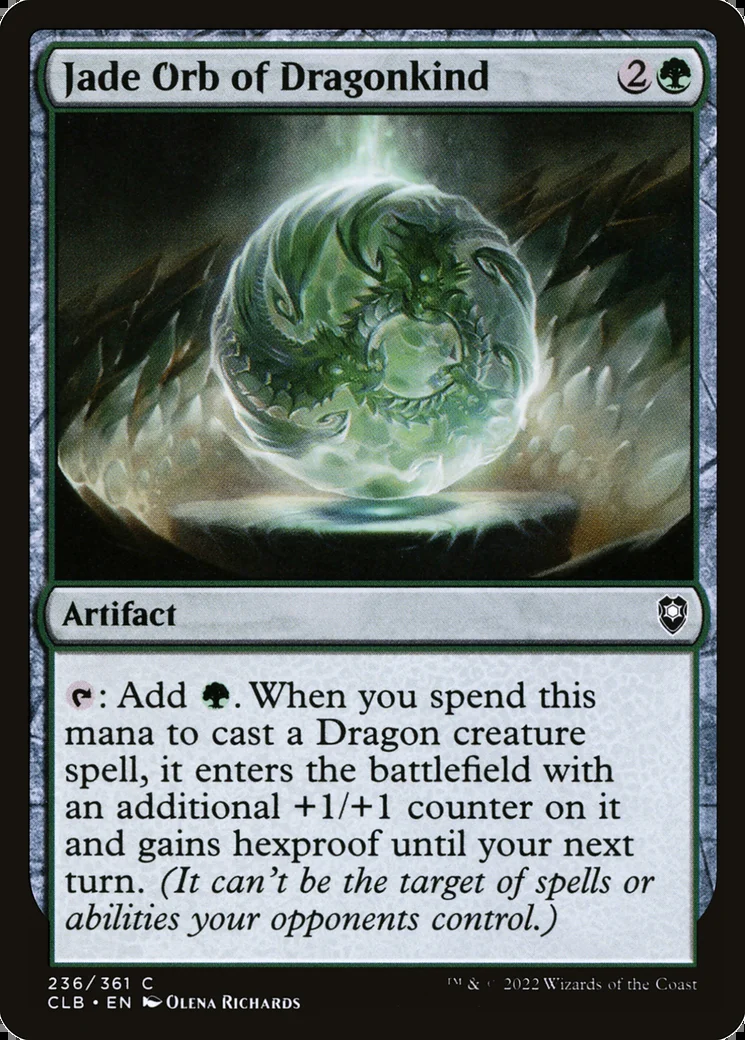 Jade Orb of Dragonkind 2
Artifact
: Add . When you spend this
mana to cast a Dragon creature
spell, it enters the battlefield with
an additional +1/+1 counter on it
and gains hexproof until your next
turn. (It can't be the target of spells or
abilities your opponents control.)
236/361 C
™ & © 2022 Wizards of the Coast
CLB • EN Olena Richards